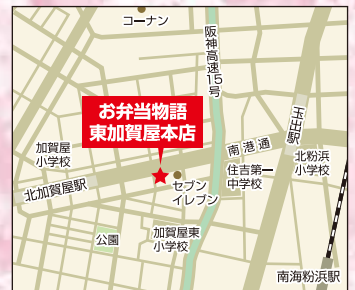 コーナン
阪神高速15号
お弁当物語
東加賀屋本店
玉出駅
加賀屋
小学校
南港通
北粉浜
小学校
北加賀屋駅
セブン
イレブン
住吉第一
中学校
公園
加賀屋東
小学校
南海粉浜駅